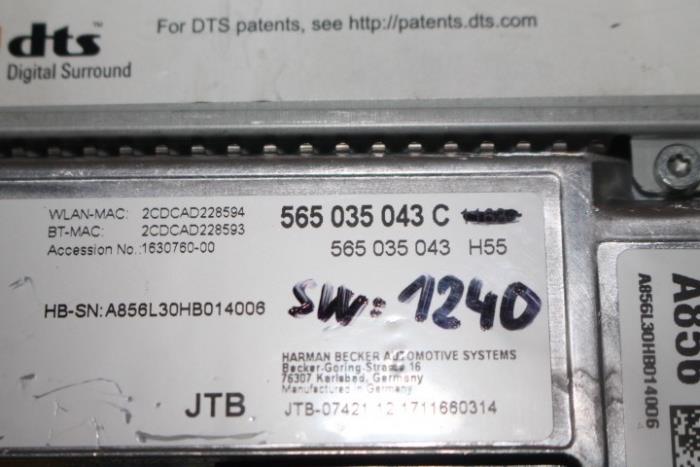 dts
Digital Surround
For DTS patents, see http://patents.dts.com
WLAN-MAC: 2CDCAD228594
BT-MAC: 2CDCAD228593
Accession No.:1630760-00
565 035 043 C
565 035 043 H55
HB-SN:A856L30HB014006
SW: 1240
HARMAN BECKER AUTOMOTIVE SYSTEMS
Becker-Göring-Strasse 16
76307 Karlsbad, Germany
Manufactured in Germany
JTB
JTB-07421 12 1711660314
A856
A856L30HB014006